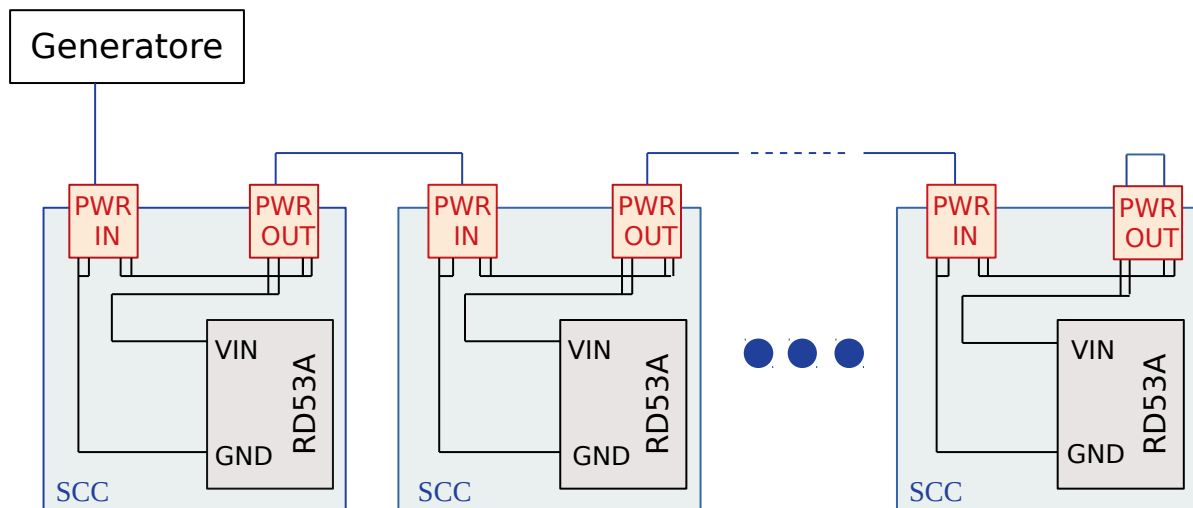 Generatore
PWR
IN
PWR
OUT
PWR
IN
PWR
OUT
PWR
IN
PWR
OUT
VIN
RD53A
GND
SCC
VIN
RD53A
GND
SCC
VIN
RD53A
GND
SCC